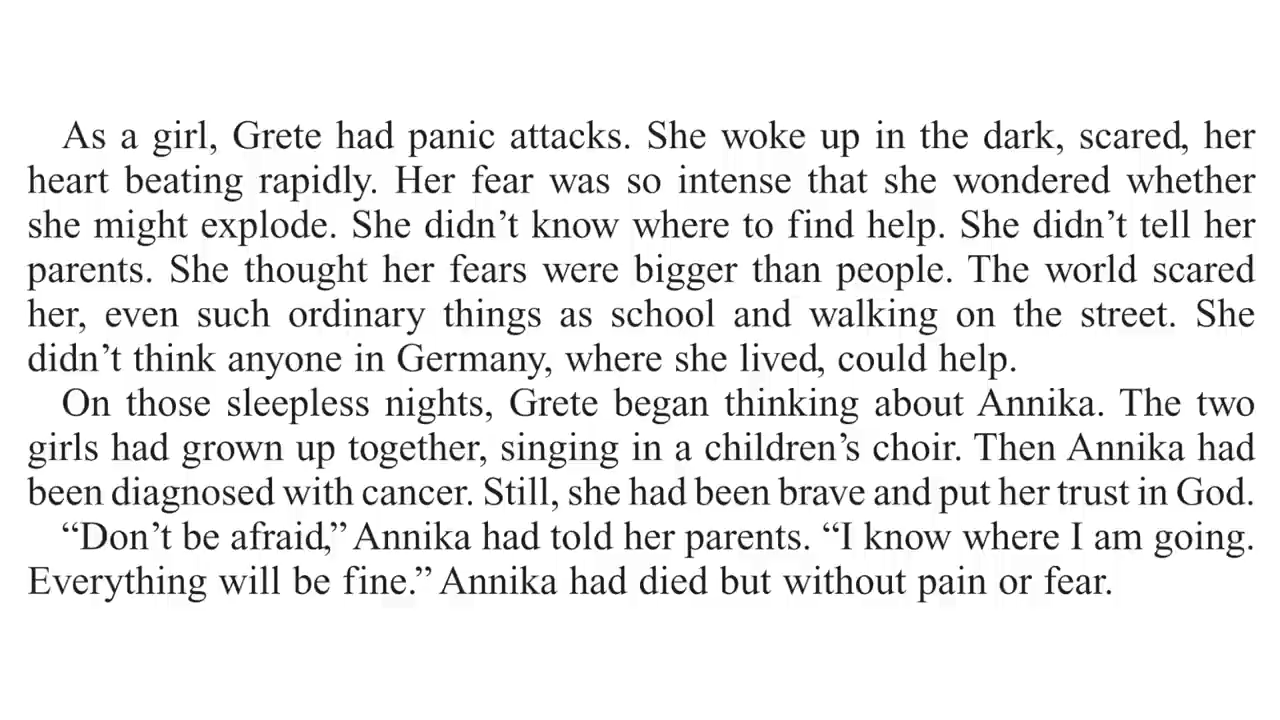 As a girl, Grete had panic attacks. She woke up in the dark, scared, her
heart beating rapidly. Her fear was so intense that she wondered whether
she might explode. She didn’t know where to find help. She didn’t tell her
parents. She thought her fears were bigger than people. The world scared
her, even such ordinary things as school and walking on the street. She
didn’t think anyone in Germany, where she lived, could help.
On those sleepless nights, Grete began thinking about Annika. The two
girls had grown up together, singing in a children’s choir. Then Annika had
been diagnosed with cancer. Still, she had been brave and put her trust in God.
“Don’t be afraid,” Annika had told her parents. “I know where I am going.
Everything will be fine.” Annika had died but without pain or fear.